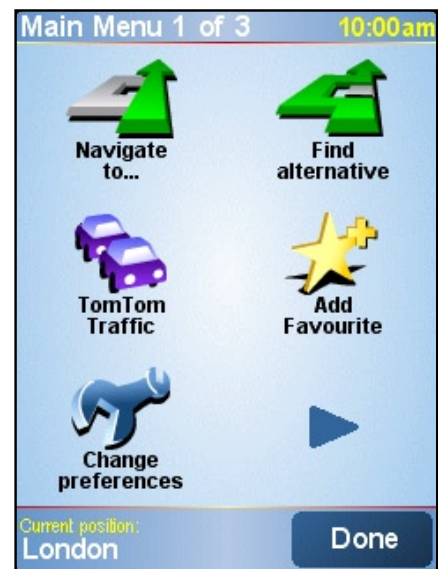 Main Menu 1 of 3 10:00am
Navigate
to...
Find
alternative
TomTom
Traffic
Add
Favourite
Change
preferences
Current position:
London
Done